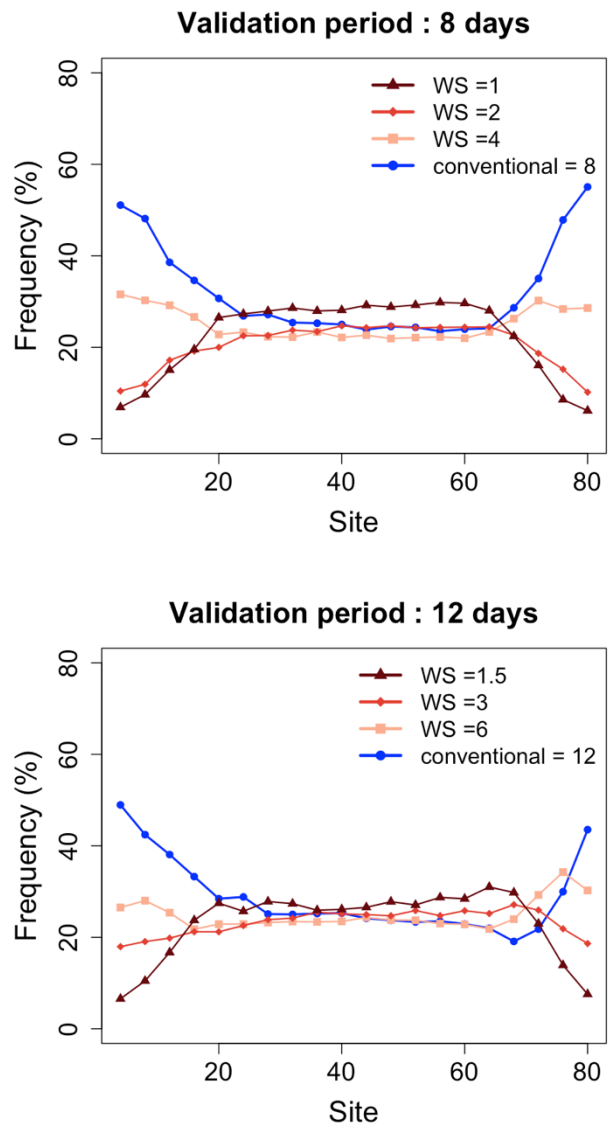 Validation period : 8 days
80
60
40
20
0
Frequency (%)
WS =1
WS =2
WS =4
conventional = 8
20 40 60 80
Site
Validation period : 12 days
80
60
40
20
0
Frequency (%)
WS =1.5
WS =3
WS =6
conventional = 12
20 40 60 80
Site